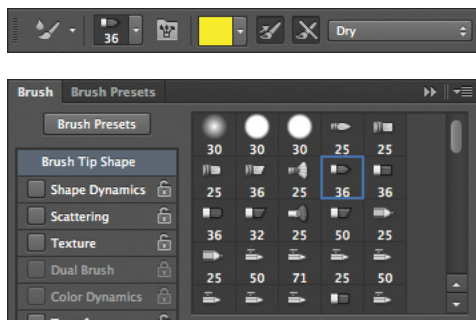 36
Dry
Brush Brush Presets
Brush Presets
Brush Tip Shape
Shape Dynamics
Scattering
Texture
Dual Brush
Color Dynamics
30 30 30 25 25
25 36 25 36 36
36 32 25 50 25
25 50 71 25 50